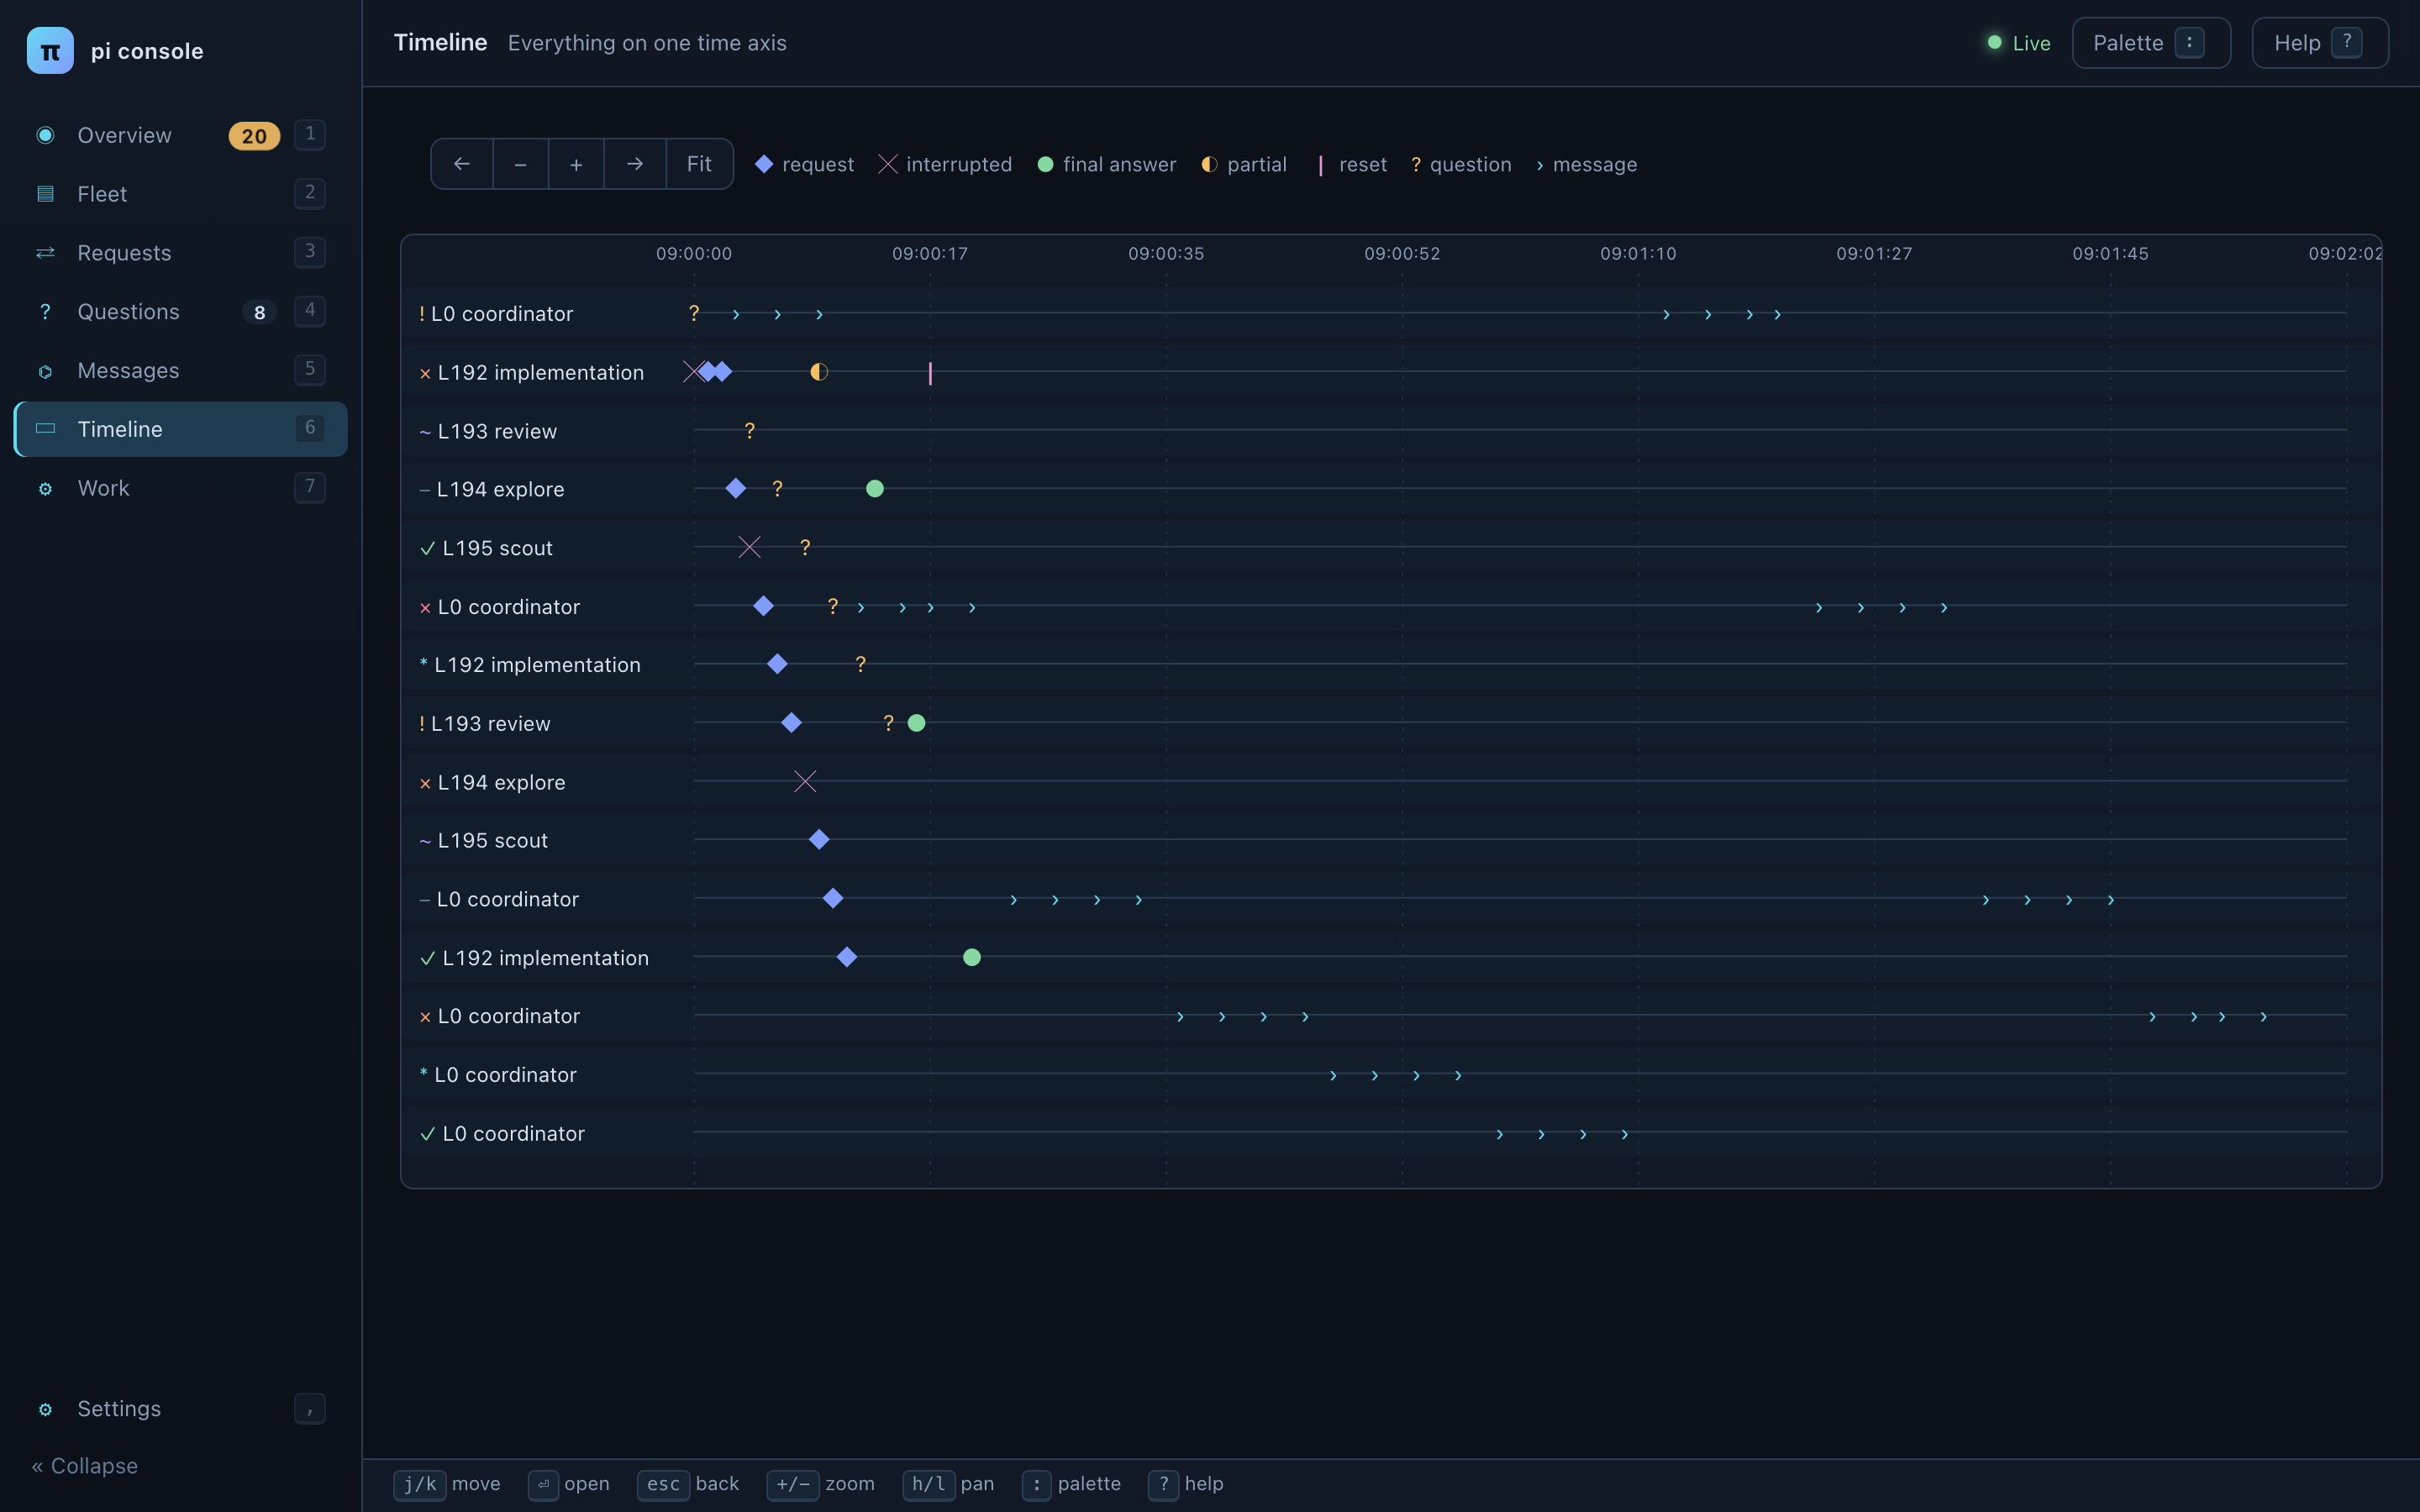 π pi console
Overview 20 1
Fleet 2
Requests 3
? Questions 8 4
Messages 5
Timeline 6
Work 7
Settings ,
« Collapse
Timeline Everything on one time axis
Live
Palette :
Help ?
← − + → Fit
request interrupted final answer partial reset ? question › message
09:00:00 09:00:17 09:00:35 09:00:52 09:01:10 09:01:27 09:01:45 09:02:02
! L0 coordinator ? › › › › › › ›
× L192 implementation
~ L193 review ?
– L194 explore ?
✓ L195 scout ?
× L0 coordinator ? › › › › › › › ›
* L192 implementation ?
! L193 review ?
× L194 explore
~ L195 scout
– L0 coordinator › › › › › › › ›
✓ L192 implementation
× L0 coordinator › › › › › › › ›
* L0 coordinator › › › ›
✓ L0 coordinator › › › ›
j/k move ⏎ open esc back +/− zoom h/l pan : palette ? help